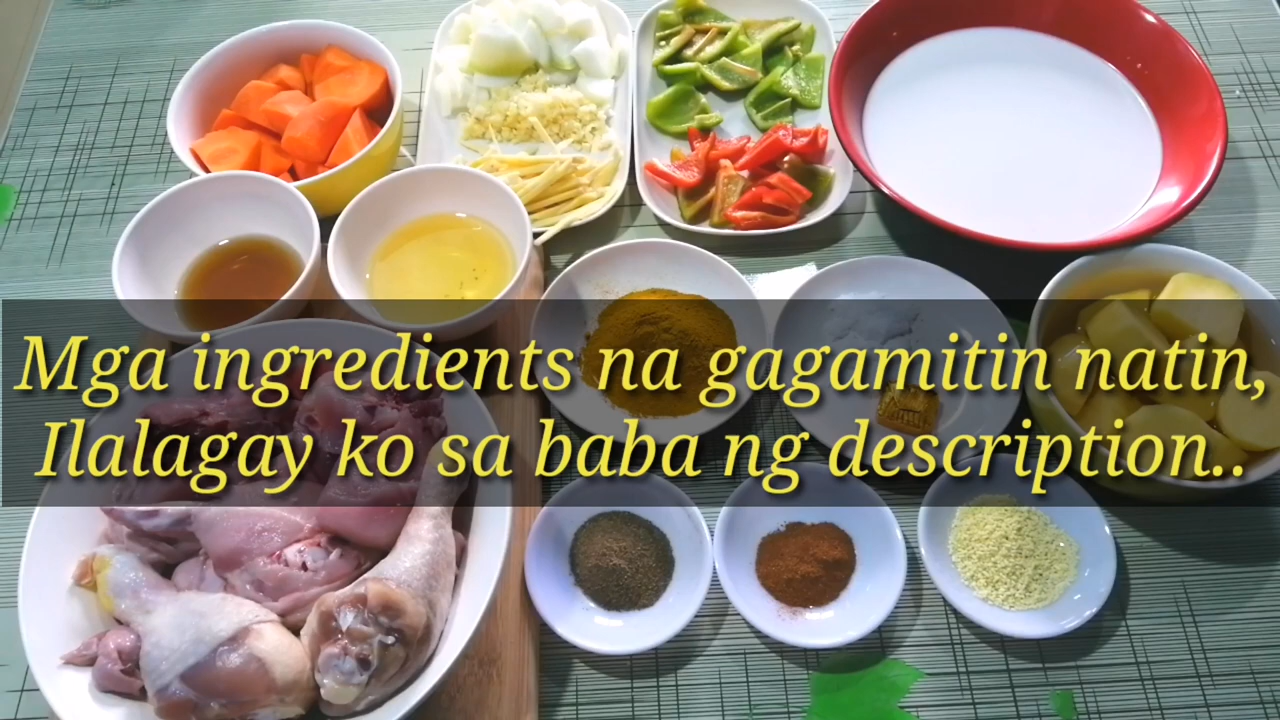 Mga ingredients na gagamitin natin,
Ilalagay ko sa baba ng description..